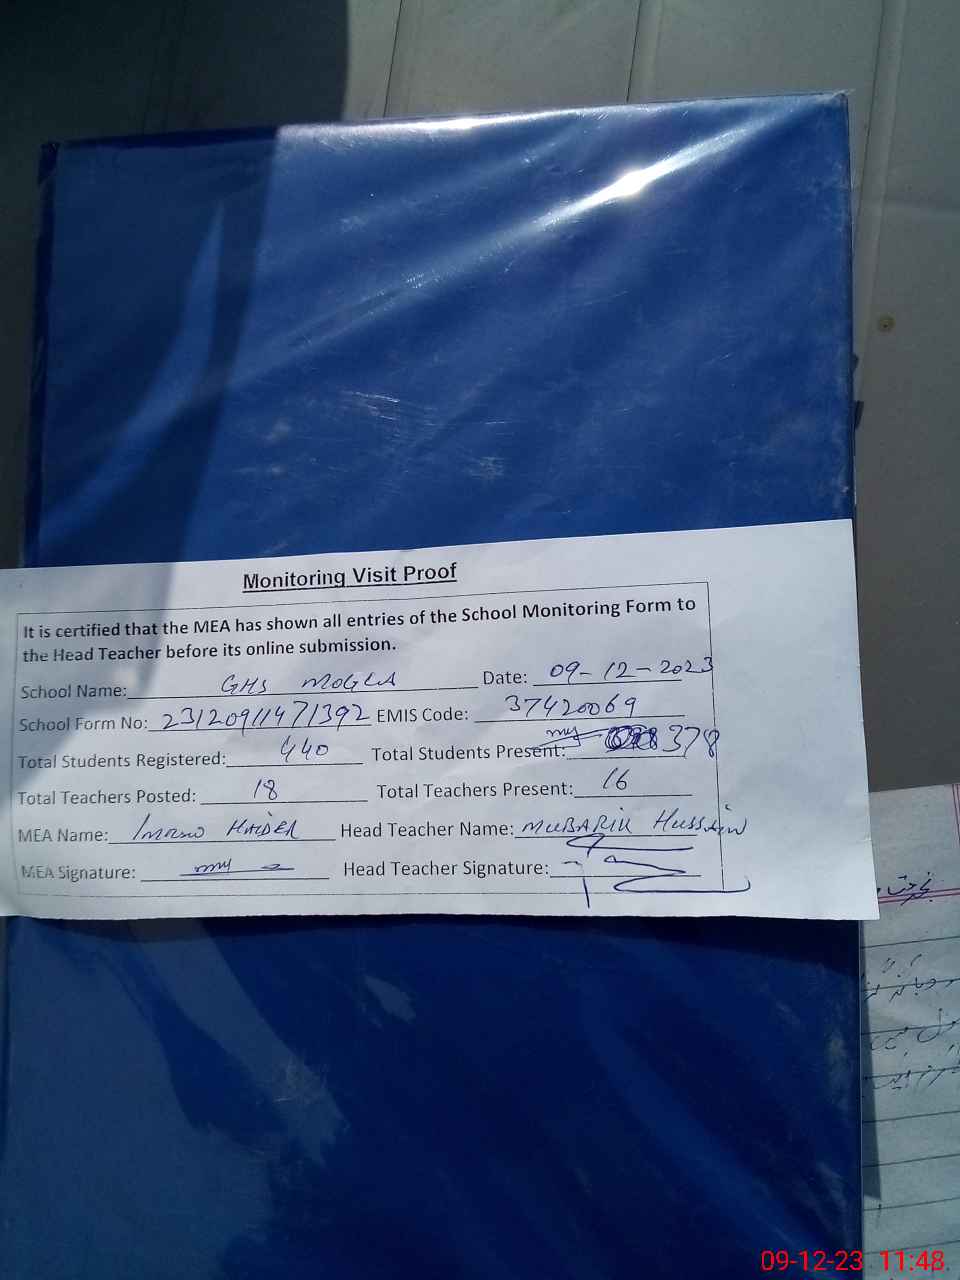 Monitoring Visit Proof
It is certified that the MEA has shown all entries of the School Monitoring Form to
the Head Teacher before its online submission.
School Name: GHS MOGLA Date: 09-12-2023
School Form No: 23120911471392 EMIS Code: 37420069
Total Students Registered: 440 Total Students Present: 378
Total Teachers Posted: 18 Total Teachers Present: 16
MEA Name: HAIDER Head Teacher Name: MUBARIK HUSSAIN
MEA Signature: Head Teacher Signature:
09-12-23 11:48